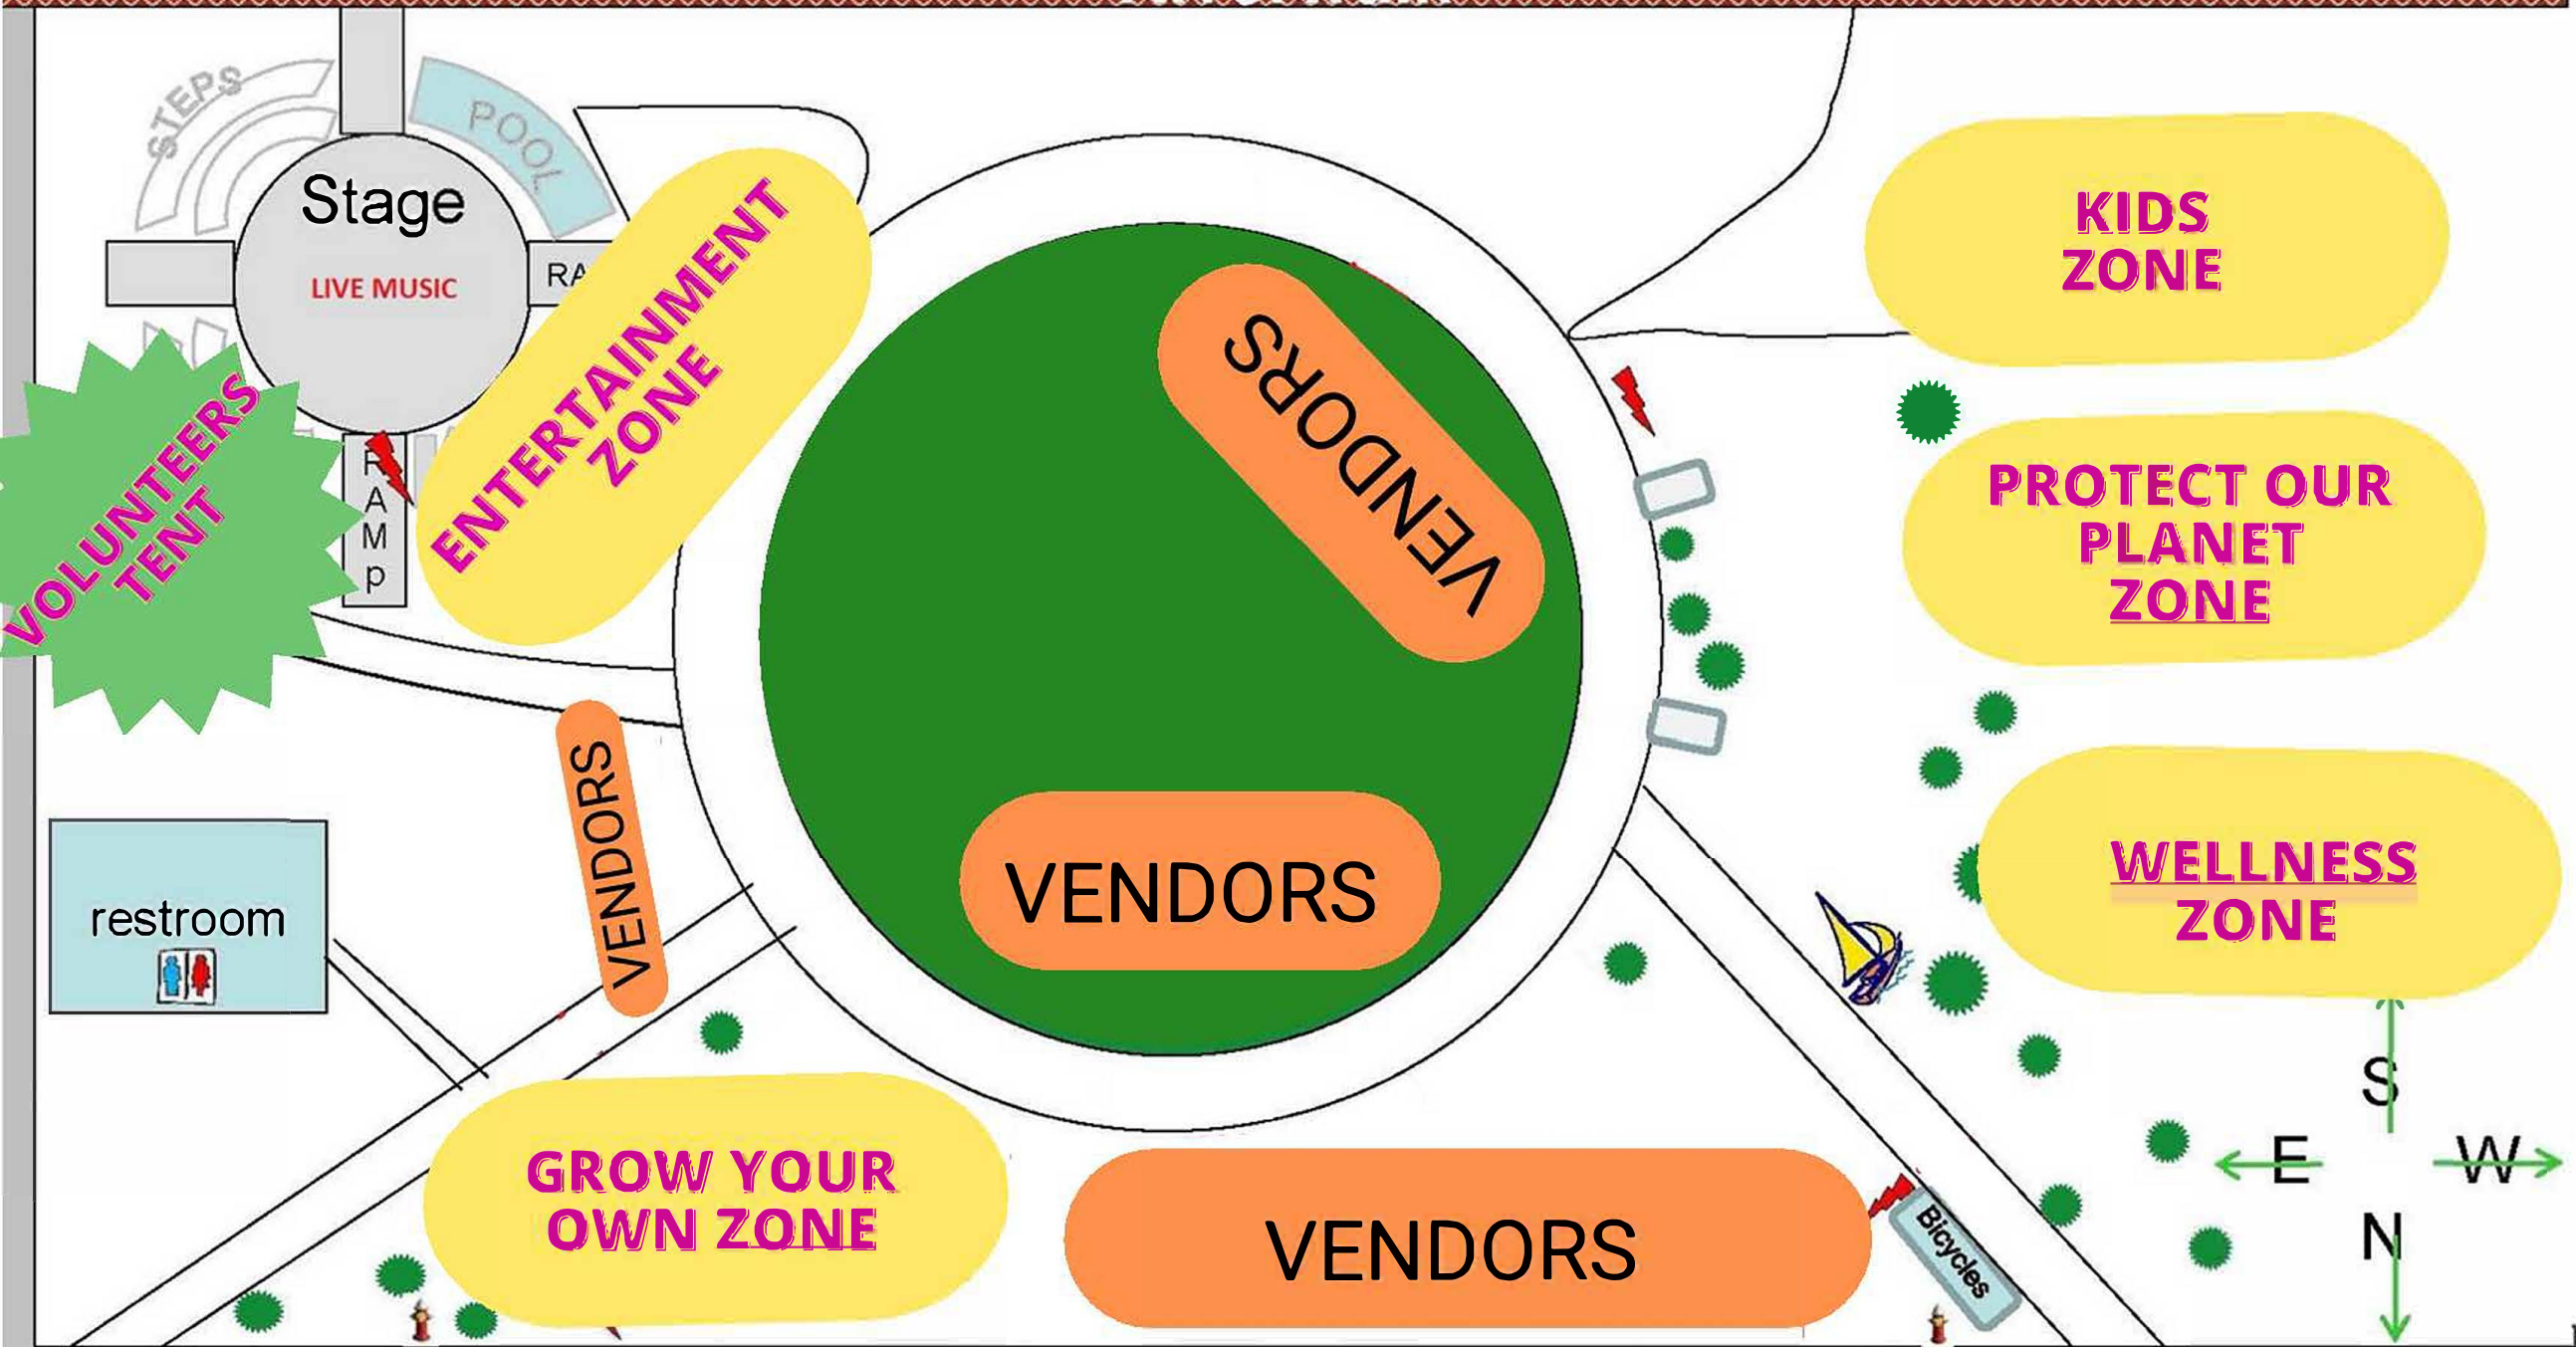 STEPS
POOL
Stage
LIVE MUSIC
RA
RAMP
ENTERTAINMENT
ZONE
VOLUNTEERS
TENT
VENDORS
KIDS
ZONE
PROTECT OUR
PLANET
ZONE
VENDORS
restroom
VENDORS
WELLNESS
ZONE
GROW YOUR
OWN ZONE
VENDORS
Bicycles
S
E W
N